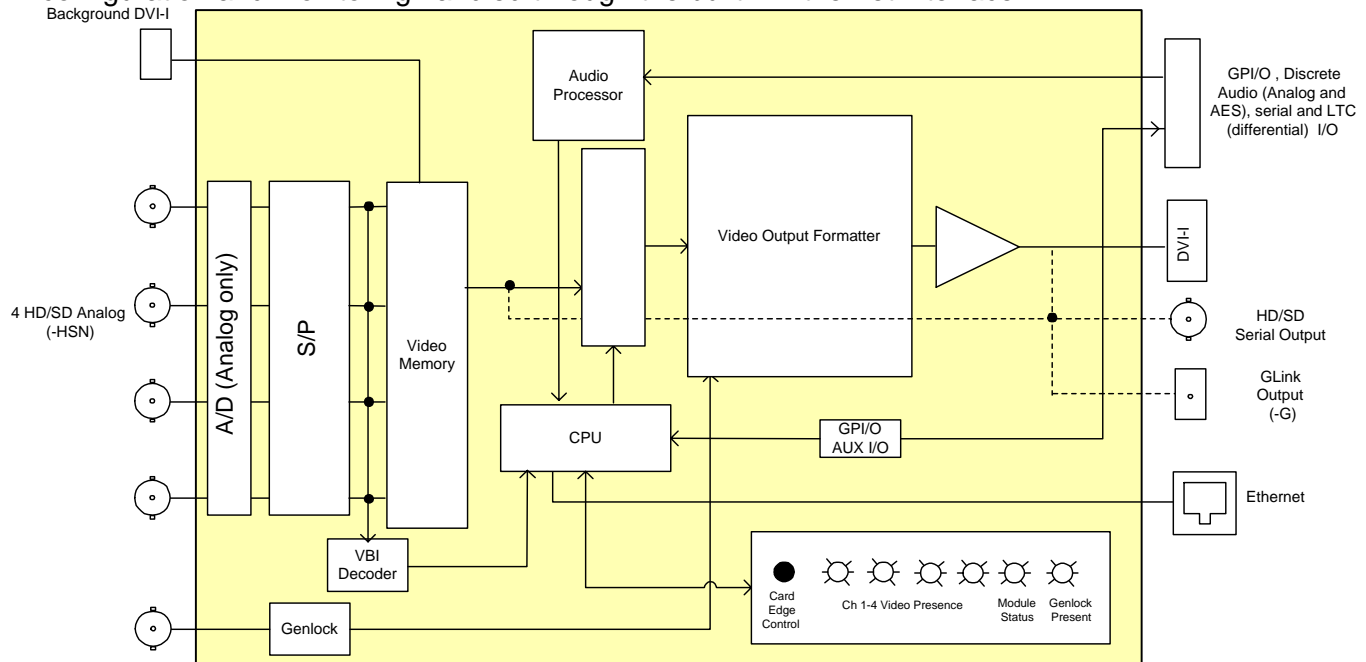 Background DVI-I
Audio
Processor
GPI/O , Discrete
Audio (Analog and
AES), serial and LTC
(differential) I/O
4 HD/SD Analog
(-HSN)
A/D (Analog only)
S/P
Video
Memory
Video Output Formatter
DVI-I
HD/SD
Serial Output
GLink
Output
(-G)
CPU
GPI/O
AUX I/O
Ethernet
VBI
Decoder
Genlock
Card
Edge
Control
Ch 1-4 Video Presence
Module
Status
Genlock
Present